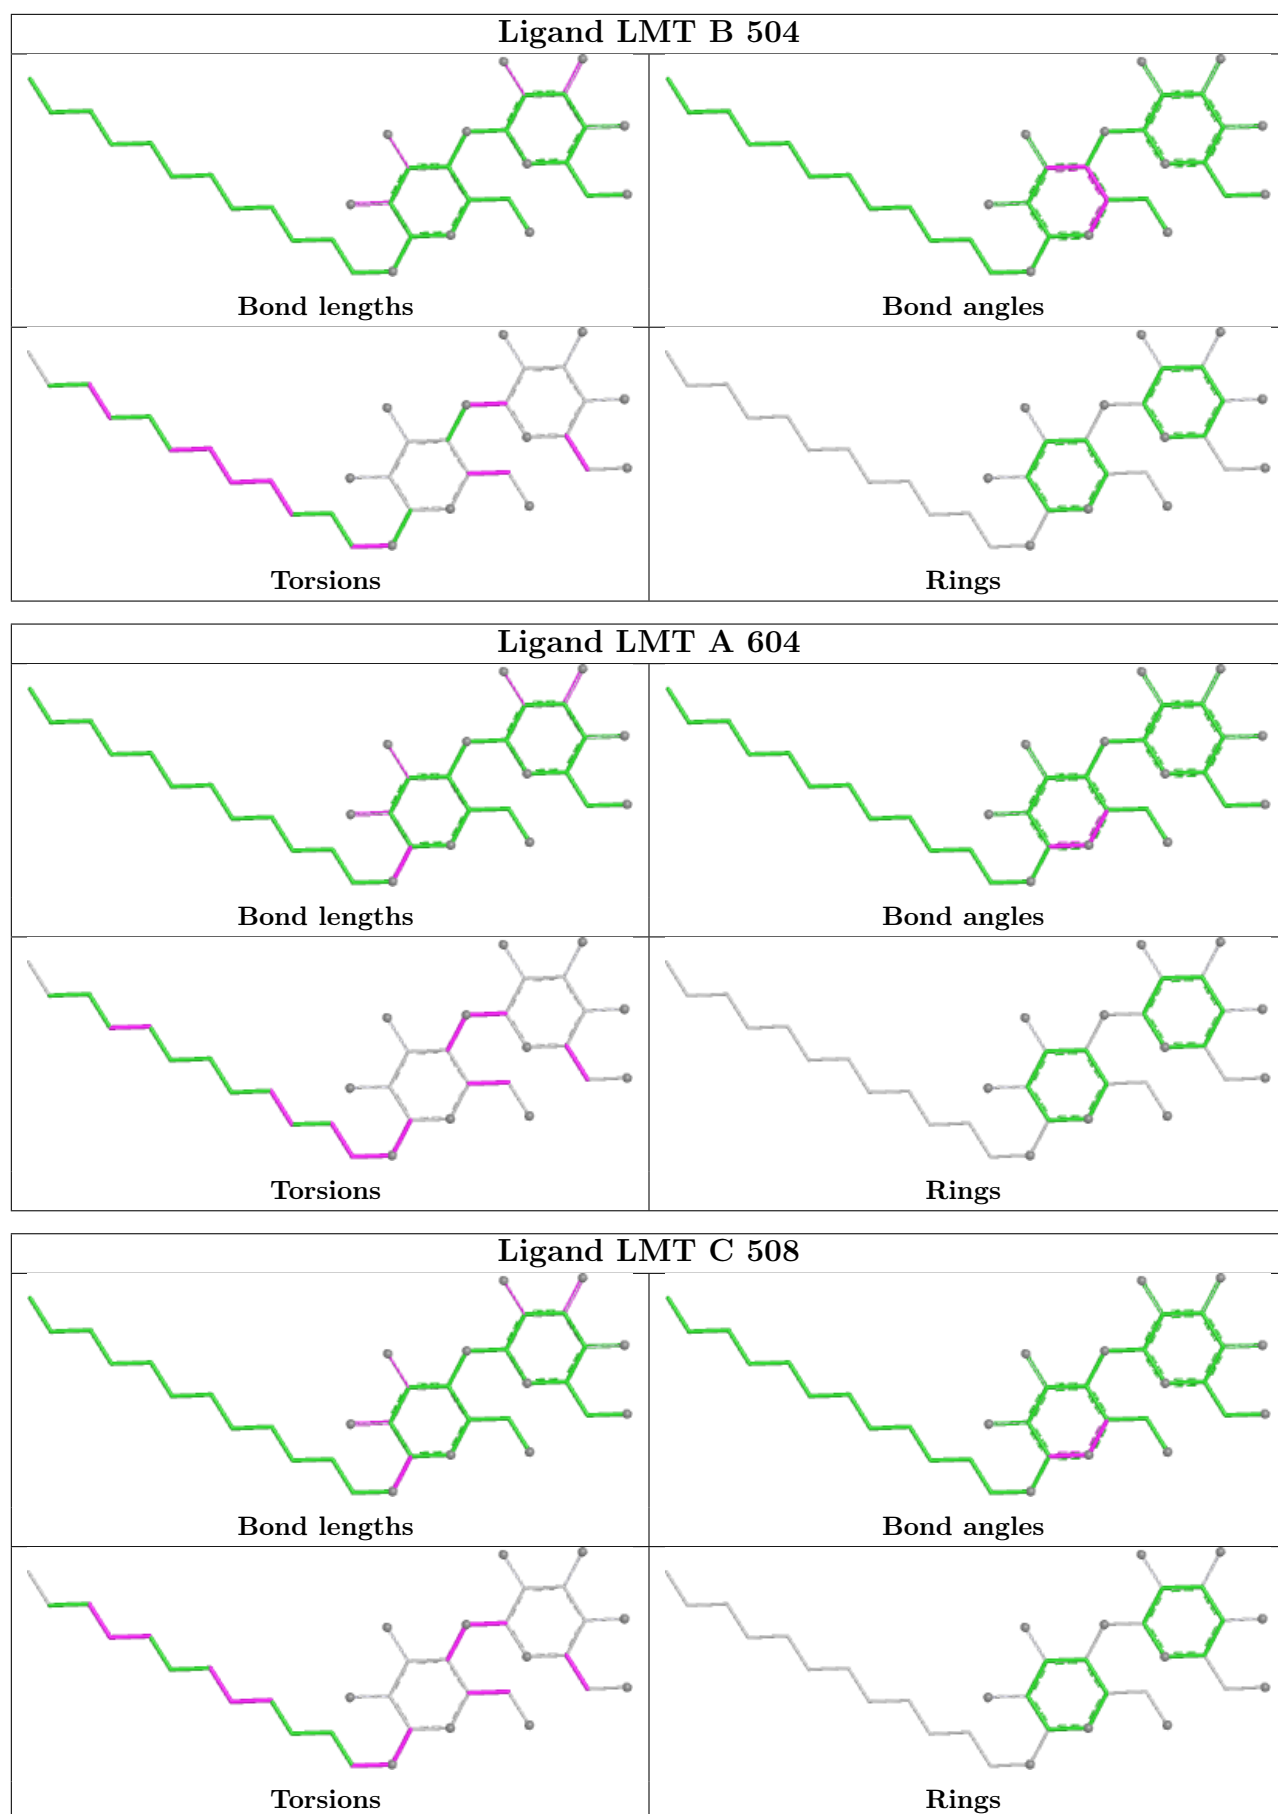 Ligand LMT B 504
Bond lengths
Bond angles
Torsions
Rings
Ligand LMT A 604
Bond lengths
Bond angles
Torsions
Rings
Ligand LMT C 508
Bond lengths
Bond angles
Torsions
Rings